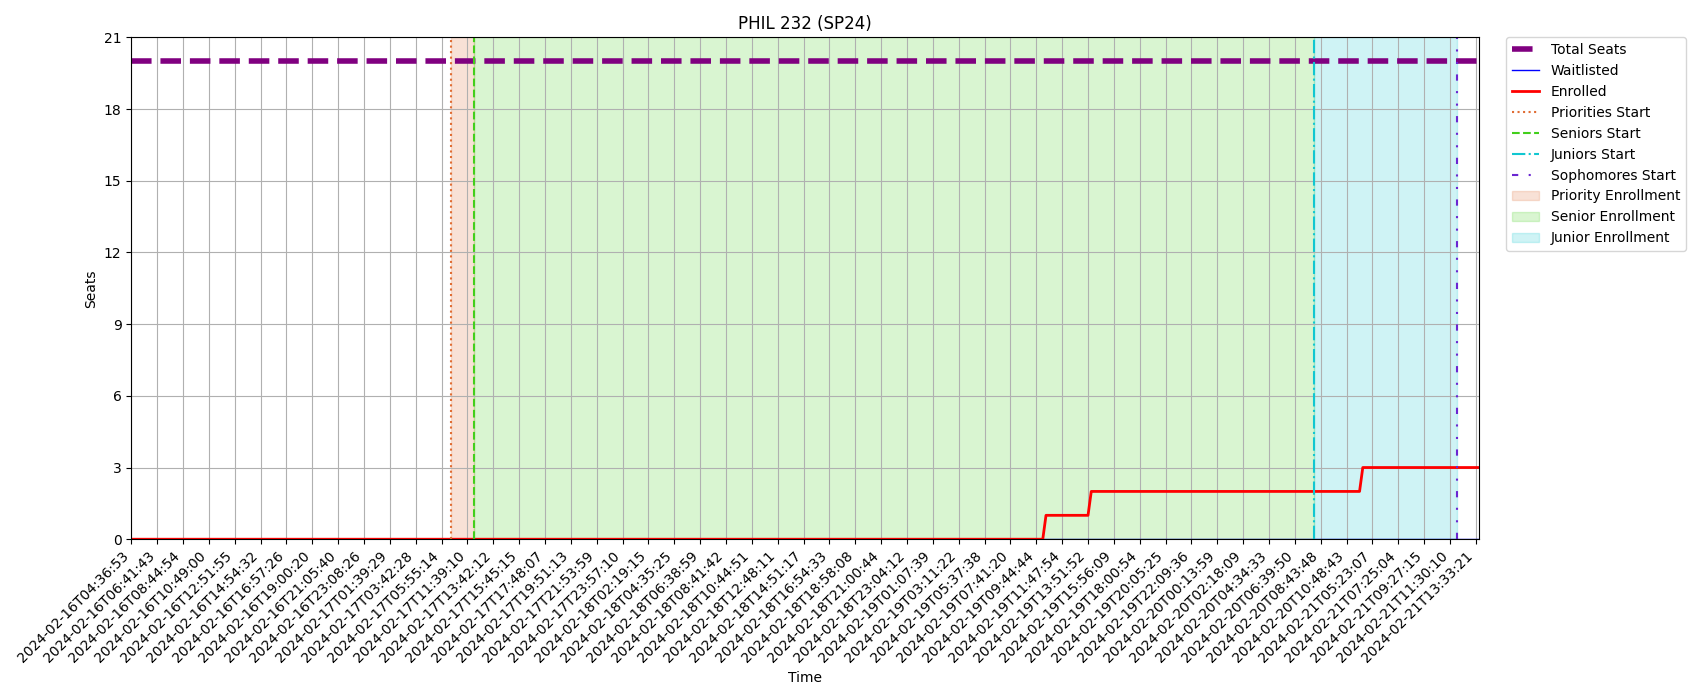 PHIL 232 (SP24)
21
18
15
12
9
6
3
0
Seats
Total Seats
Waitlisted
Enrolled
Priorities Start
Seniors Start
Juniors Start
Sophomores Start
Priority Enrollment
Senior Enrollment
Junior Enrollment
2024-02-16T04:36:53
2024-02-16T06:41:43
2024-02-16T08:44:54
2024-02-16T10:49:00
2024-02-16T12:51:55
2024-02-16T14:54:32
2024-02-16T16:57:26
2024-02-16T19:00:20
2024-02-16T21:05:40
2024-02-16T23:08:26
2024-02-17T01:39:29
2024-02-17T03:42:28
2024-02-17T05:55:14
2024-02-17T11:39:10
2024-02-17T13:42:12
2024-02-17T15:45:15
2024-02-17T17:48:07
2024-02-17T19:51:13
2024-02-17T21:53:59
2024-02-17T23:57:10
2024-02-18T02:19:15
2024-02-18T04:35:25
2024-02-18T06:38:59
2024-02-18T08:41:42
2024-02-18T10:44:51
2024-02-18T12:48:11
2024-02-18T14:51:17
2024-02-18T16:54:33
2024-02-18T18:58:08
2024-02-18T21:00:44
2024-02-18T23:04:12
2024-02-19T01:07:39
2024-02-19T03:11:22
2024-02-19T05:37:38
2024-02-19T07:41:20
2024-02-19T09:44:44
2024-02-19T11:47:54
2024-02-19T13:51:52
2024-02-19T15:56:09
2024-02-19T18:00:54
2024-02-19T20:05:25
2024-02-19T22:09:36
2024-02-20T00:13:59
2024-02-20T02:18:09
2024-02-20T04:34:33
2024-02-20T06:39:50
2024-02-20T08:43:48
2024-02-20T10:48:43
2024-02-21T05:23:07
2024-02-21T07:25:04
2024-02-21T09:27:15
2024-02-21T11:30:10
2024-02-21T13:33:21
Time